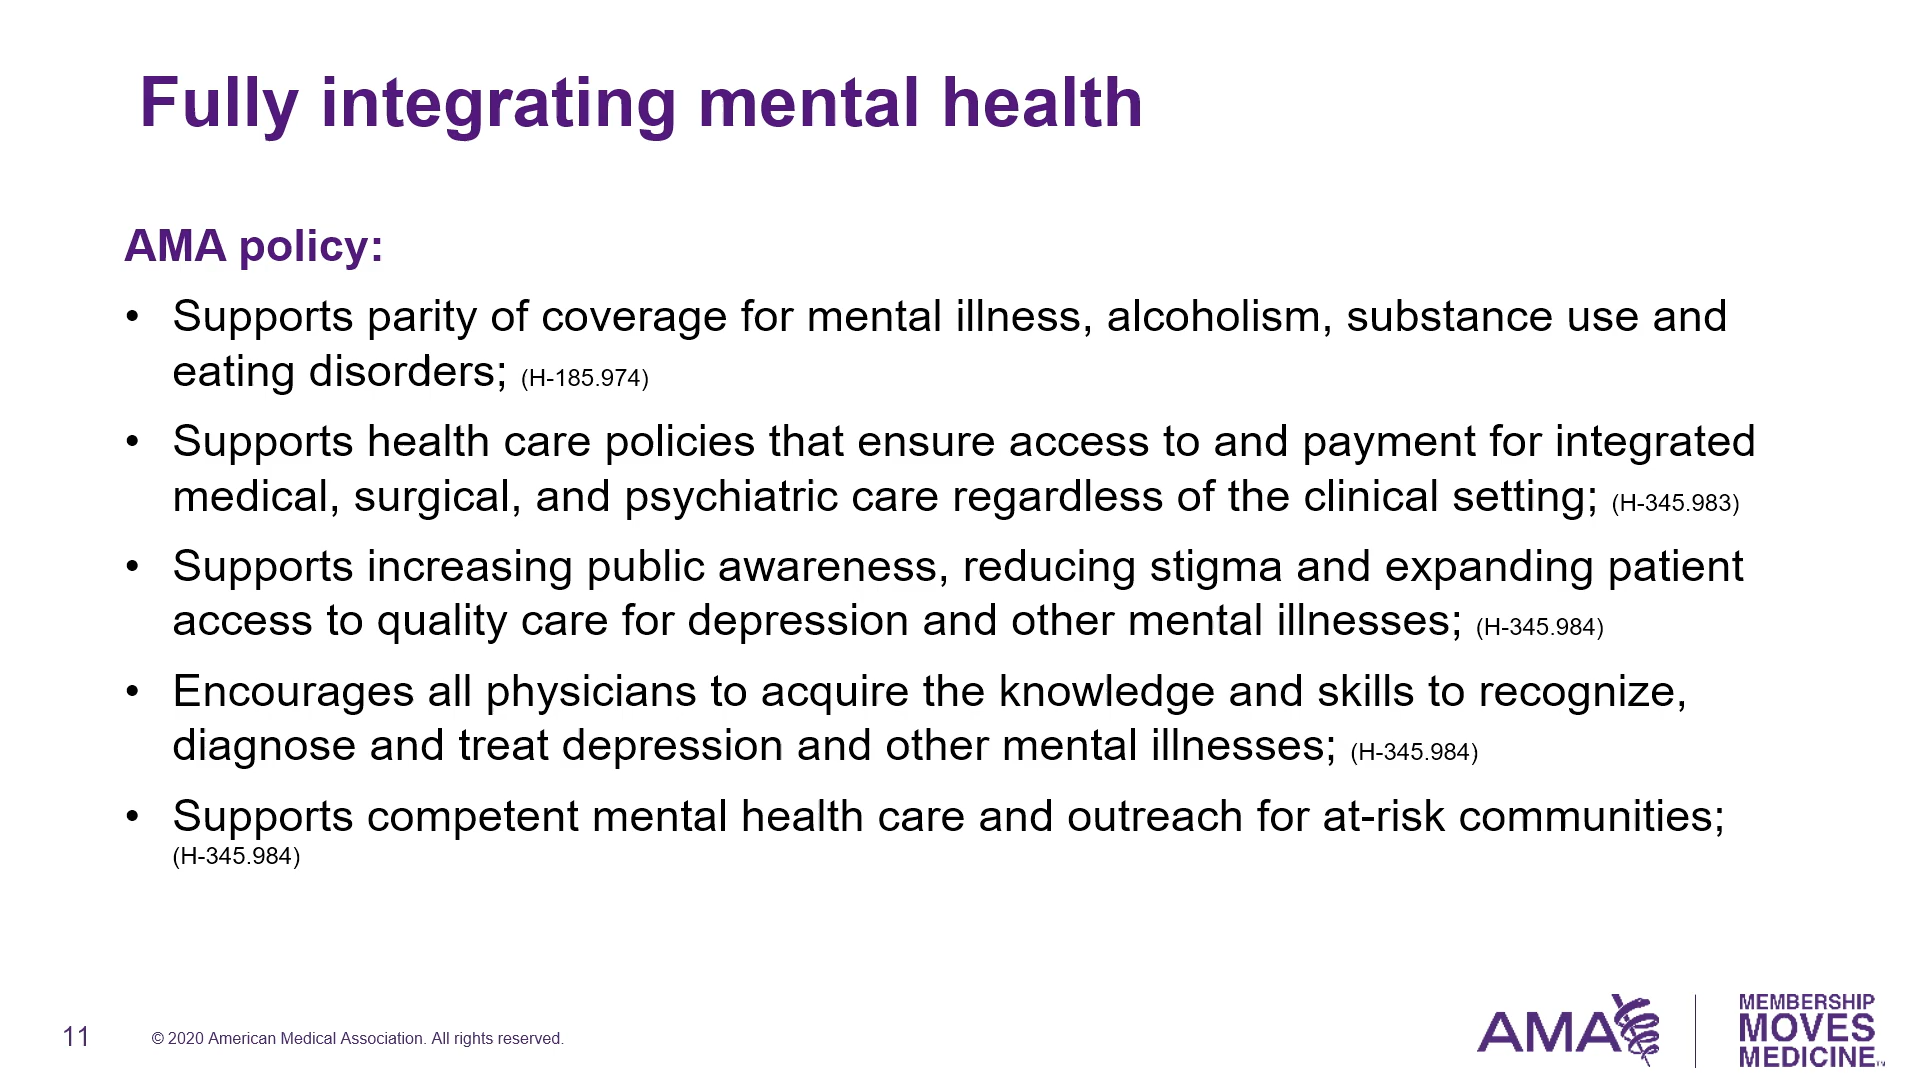 Fully integrating mental health
AMA policy:
• Supports parity of coverage for mental illness, alcoholism, substance use and
eating disorders; (H-185.974)
• Supports health care policies that ensure access to and payment for integrated
medical, surgical, and psychiatric care regardless of the clinical setting; (H-345.983)
• Supports increasing public awareness, reducing stigma and expanding patient
access to quality care for depression and other mental illnesses; (H-345.984)
• Encourages all physicians to acquire the knowledge and skills to recognize,
diagnose and treat depression and other mental illnesses; (H-345.984)
• Supports competent mental health care and outreach for at-risk communities;
(H-345.984)
11
© 2020 American Medical Association. All rights reserved.
AMA
MEMBERSHIP
MOVES
MEDICINE™